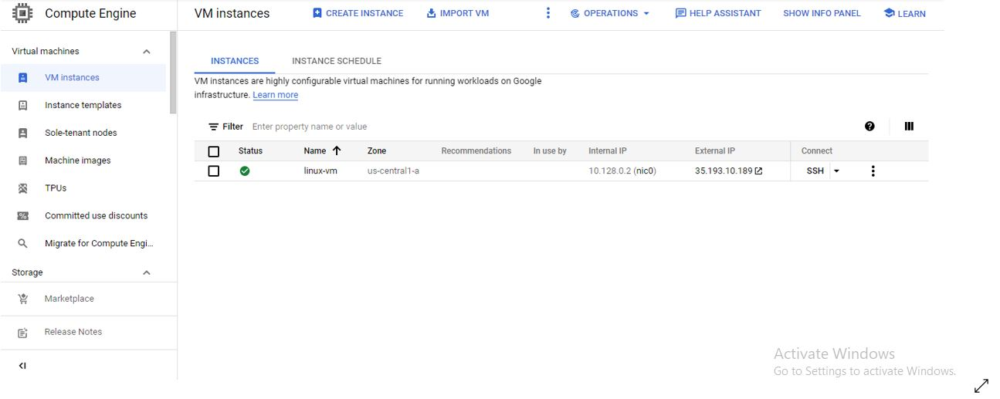 Compute Engine
VM instances
CREATE INSTANCE
IMPORT VM
OPERATIONS
HELP ASSISTANT
SHOW INFO PANEL
LEARN
Virtual machines
VM instances
Instance templates
Sole-tenant nodes
Machine images
TPUs
Committed use discounts
Migrate for Compute Engi...
Storage
Marketplace
Release Notes
INSTANCES
INSTANCE SCHEDULE
VM instances are highly configurable virtual machines for running workloads on Google
infrastructure. Learn more
Filter Enter property name or value
Status Name Zone Recommendations In use by Internal IP External IP Connect
linux-vm us-central1-a 10.128.0.2 (nic0) 35.193.10.189 SSH
Activate Windows
Go to Settings to activate Windows.